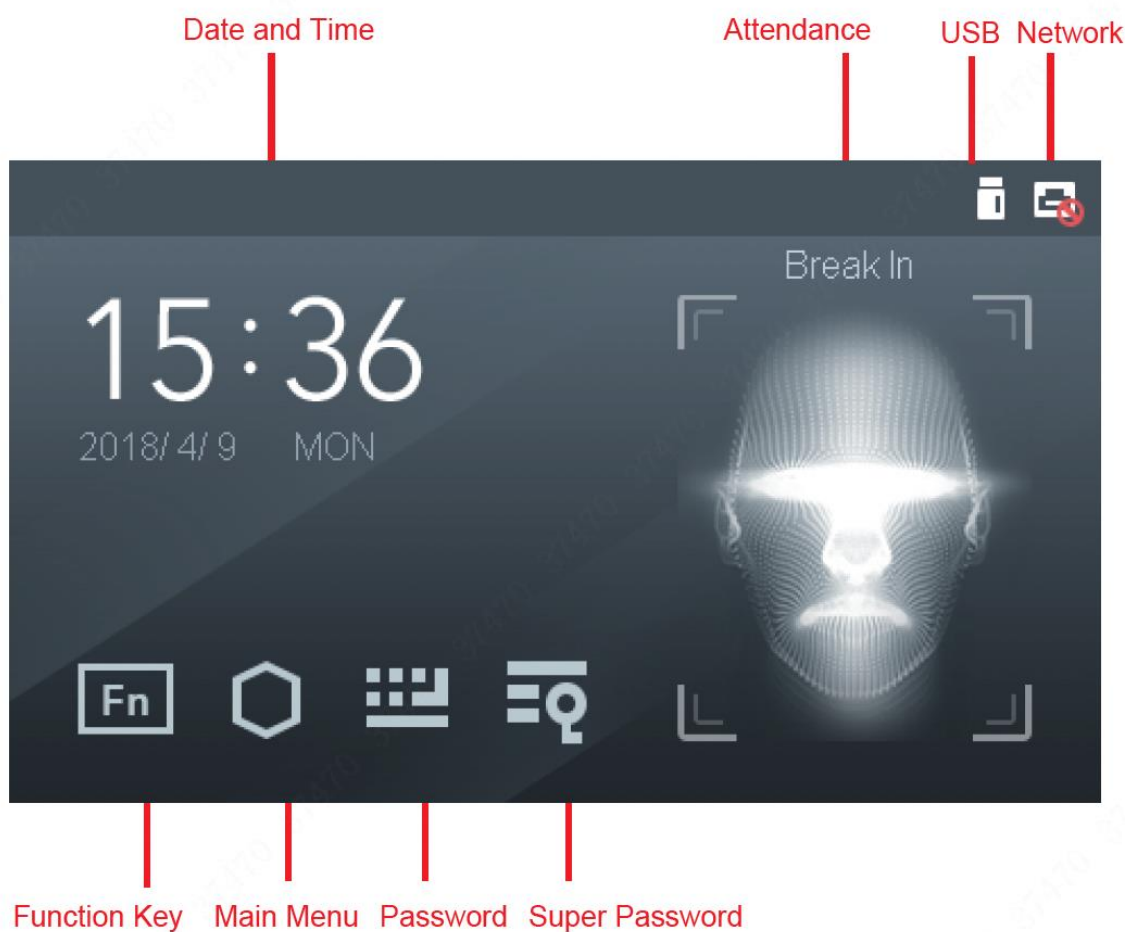 Date and Time
Attendance
USB
Network
Break In
15:36
2018/ 4/ 9 MON
Fn
Function Key
Main Menu
Password
Super Password